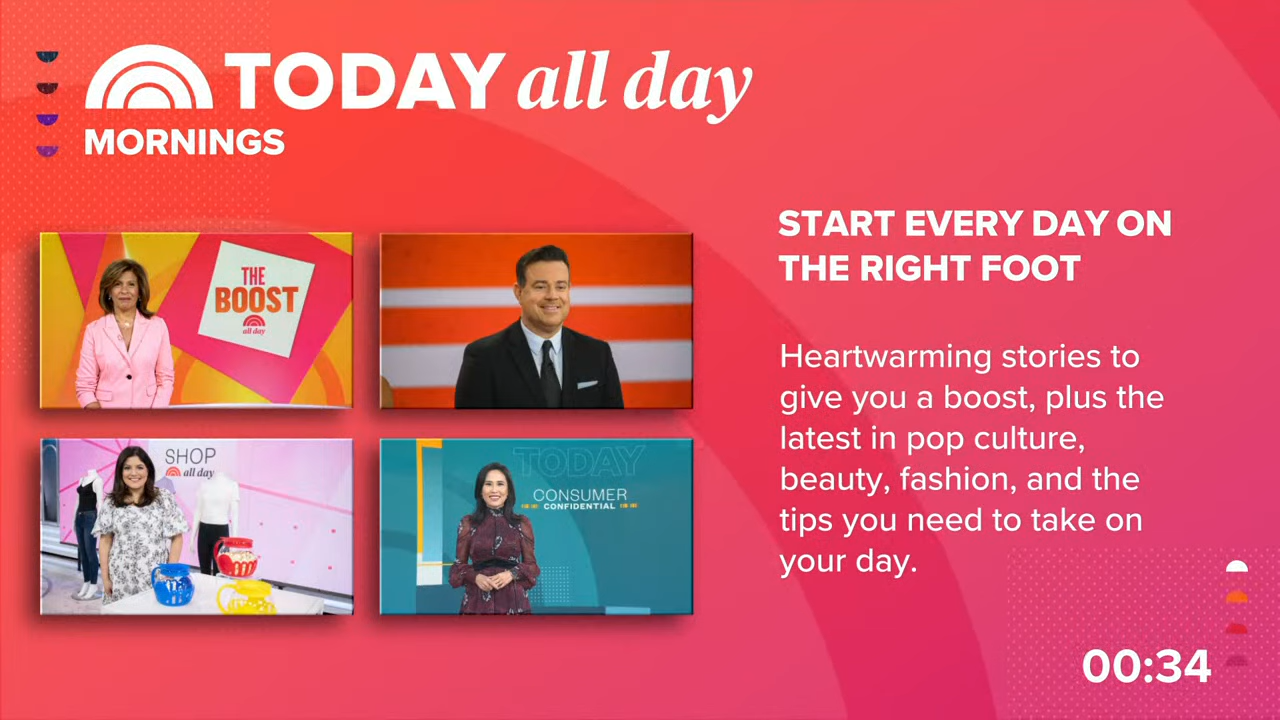 TODAY all day
MORNINGS
START EVERY DAY ON
THE RIGHT FOOT
THE
BOOST
all day
Heartwarming stories to
give you a boost, plus the
latest in pop culture,
beauty, fashion, and the
tips you need to take on
your day.
SHOP
all day
TODAY
CONSUMER
CONFIDENTIAL
00:34